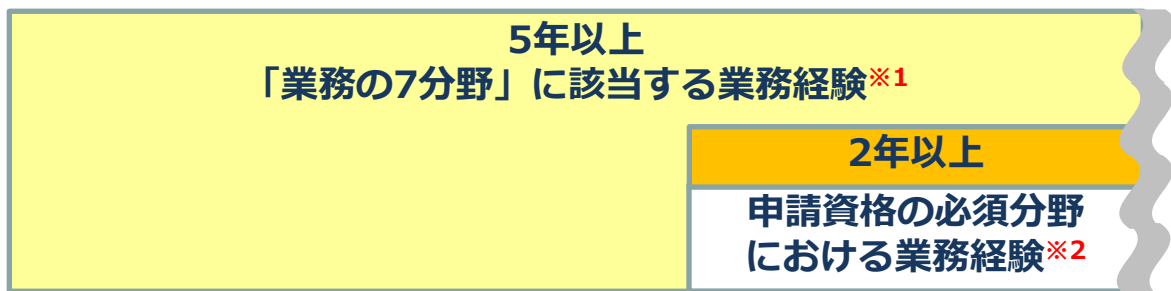 5年以上
「業務の7分野」に該当する業務経験※1
2年以上
申請資格の必須分野
における業務経験※2